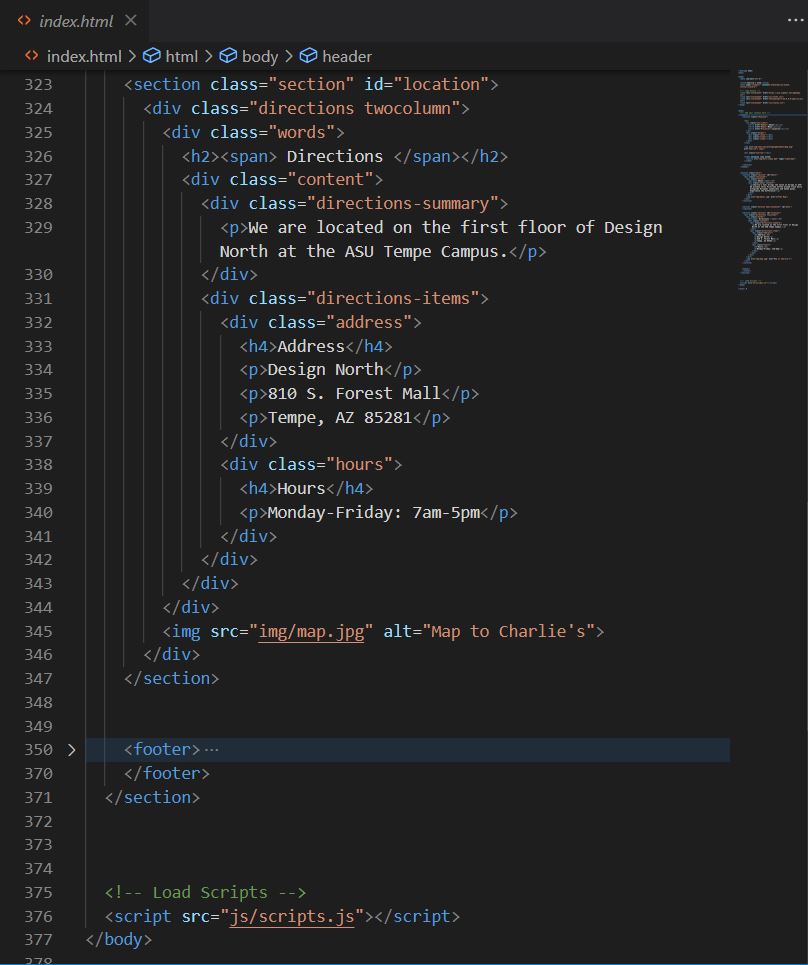 index.html
index.html > html > body > header
323 <section class="section" id="location">
324 <div class="directions twocolumn">
325 <div class="words">
326 <h2><span> Directions </span></h2>
327 <div class="content">
328 <div class="directions-summary">
329 <p>We are located on the first floor of Design
North at the ASU Tempe Campus.</p>
330 </div>
331 <div class="directions-items">
332 <div class="address">
333 <h4>Address</h4>
334 <p>Design North</p>
335 <p>810 S. Forest Mall</p>
336 <p>Tempe, AZ 85281</p>
337 </div>
338 <div class="hours">
339 <h4>Hours</h4>
340 <p>Monday-Friday: 7am-5pm</p>
341 </div>
342 </div>
343 </div>
344 </div>
345 <img src="img/map.jpg" alt="Map to Charlie's">
346 </div>
347 </section>
348
349
350 <footer>···
370 </footer>
371 </section>
372
373
374
375 <!-- Load Scripts -->
376 <script src="js/scripts.js"></script>
377 </body>
378